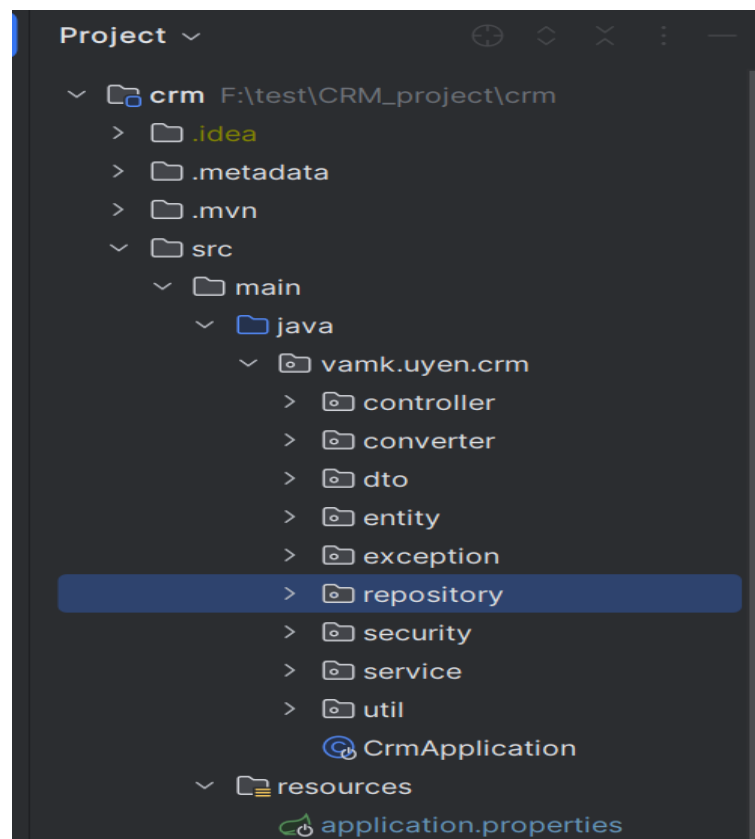 Project
crm F:\test\CRM_project\crm
.idea
.metadata
.mvn
src
main
java
vamk.uyen.crm
controller
converter
dto
entity
exception
repository
security
service
util
CrmApplication
resources
application.properties